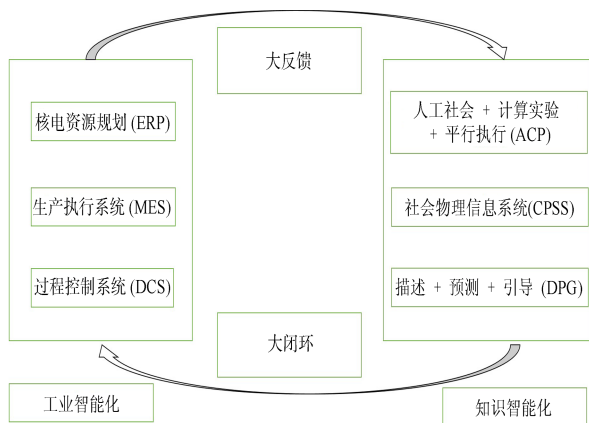 大反馈
核电资源规划 (ERP)
生产执行系统 (MES)
过程控制系统 (DCS)
人工社会 + 计算实验
+ 平行执行 (ACP)
社会物理信息系统(CPSS)
描述 + 预测 + 引导 (DPG)
大闭环
工业智能化
知识智能化